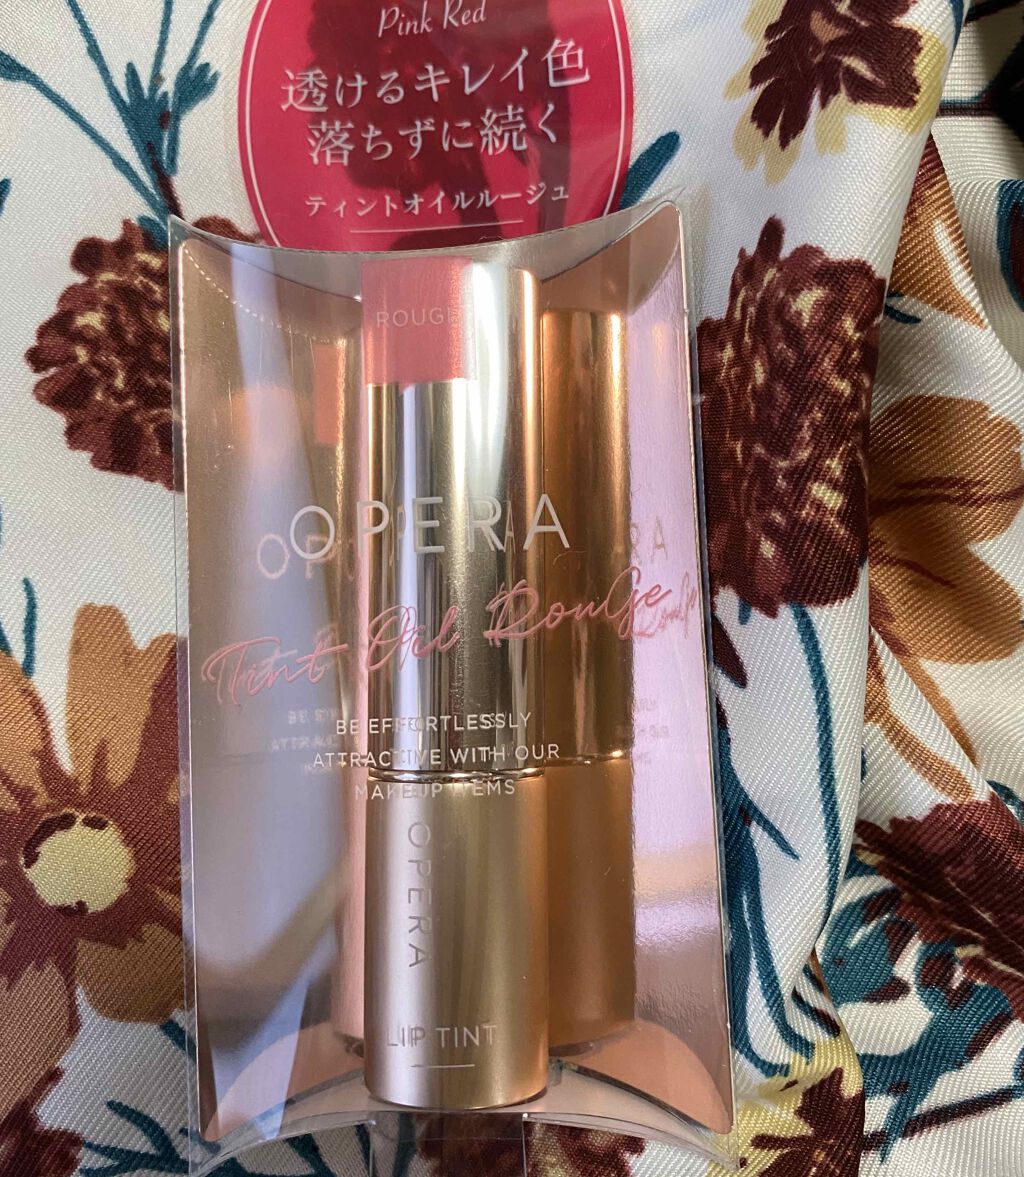 Pink Red
透けるキレイ色
落ちずに続く
ティントオイルルージュ
ROUGE
OPERA
Tint Oil Rouge
BE EFFORTLESSLY
ATTRACTIVE WITH OUR
MAKEUP ITEMS
OPERA
LIP TINT